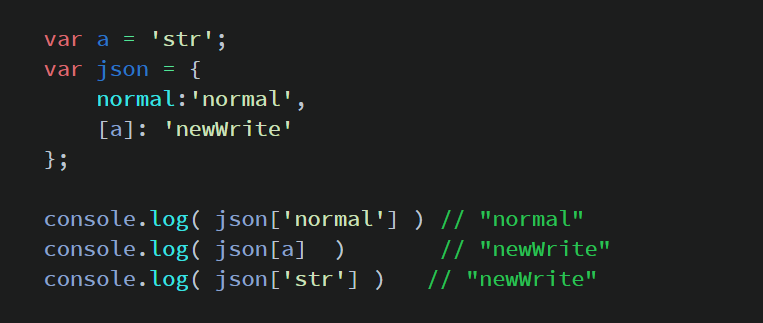 var a = 'str';
var json = {
    normal:'normal',
    [a]: 'newWrite'
};

console.log( json['normal'] ) // "normal"
console.log( json[a]  )       // "newWrite"
console.log( json['str'] )   // "newWrite"